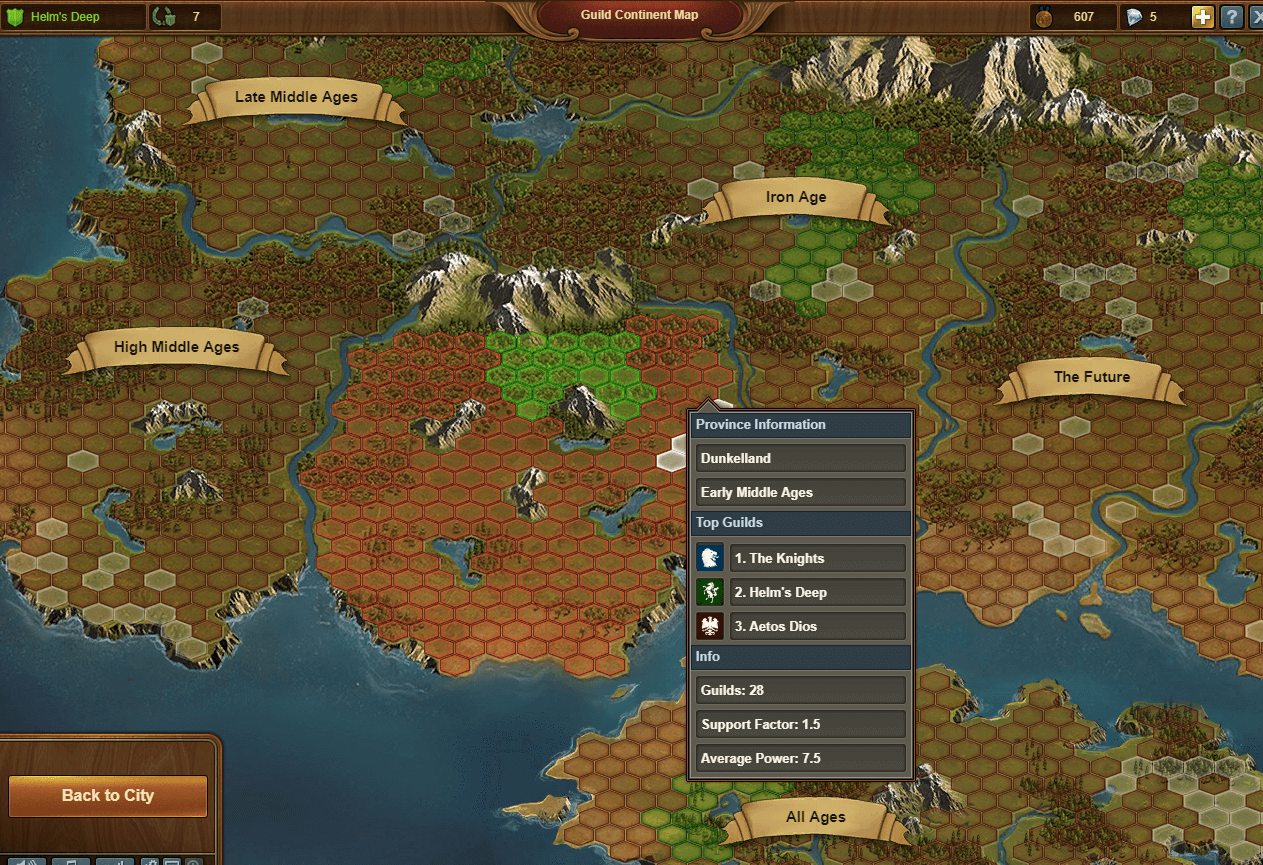 Helm's Deep
7
Guild Continent Map
607
5
?
X
Late Middle Ages
Iron Age
High Middle Ages
The Future
Province Information
Dunkelland
Early Middle Ages
Top Guilds
1. The Knights
2. Helm's Deep
3. Aetos Dios
Info
Guilds: 28
Support Factor: 1.5
Average Power: 7.5
Back to City
All Ages